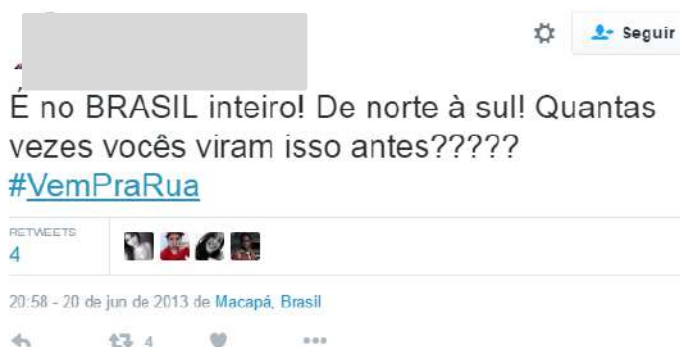 Seguir
É no BRASIL inteiro! De norte à sul! Quantas
vezes vocês viram isso antes?????
#VemPraRua
RETWEETS
4
20:58 - 20 de jun de 2013 de Macapá, Brasil
4